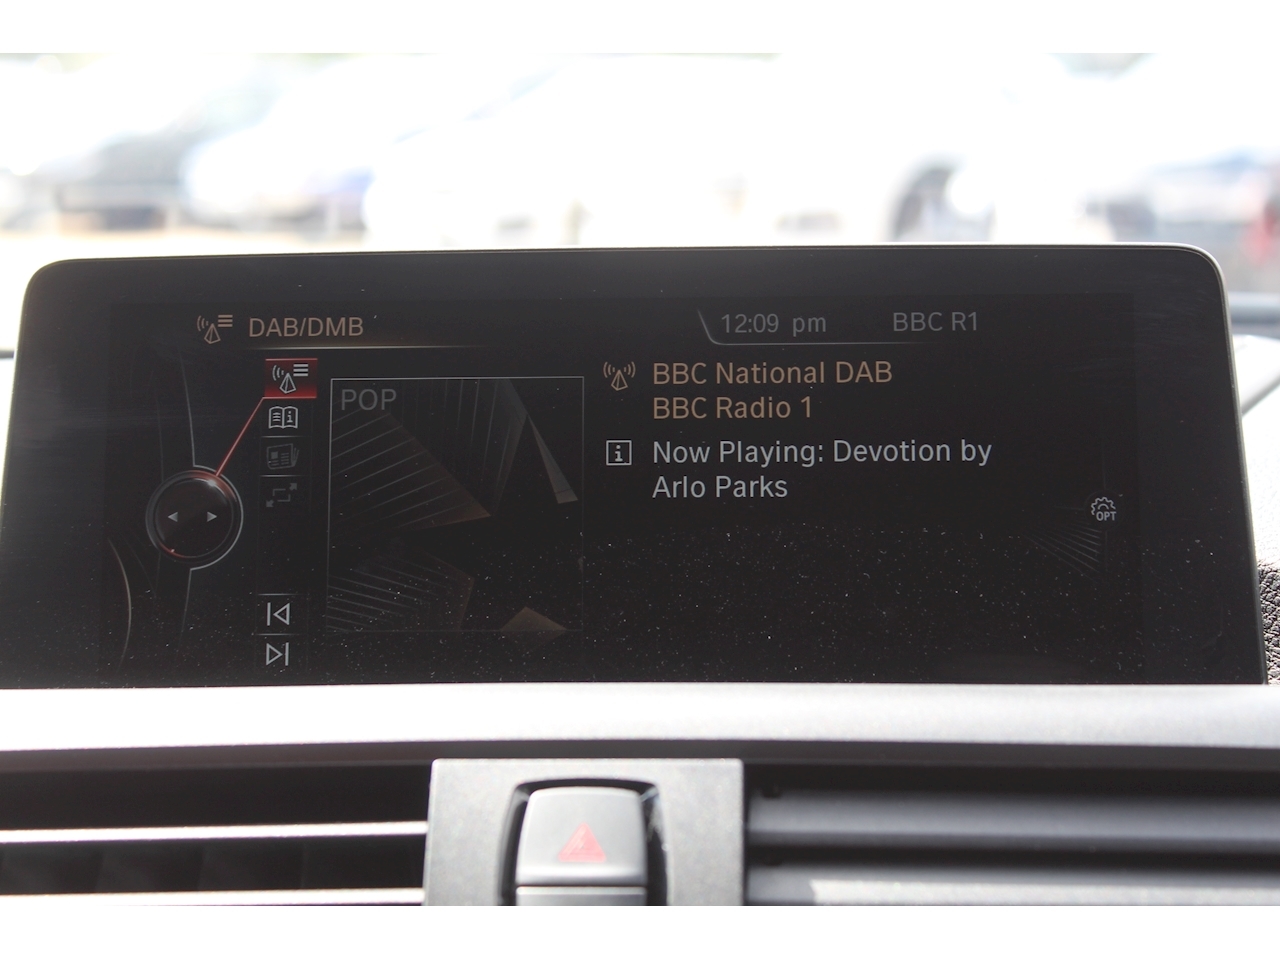 DAB/DMB
12:09 pm
BBC R1
POP
BBC National DAB
BBC Radio 1
Now Playing: Devotion by
Arlo Parks
OPT